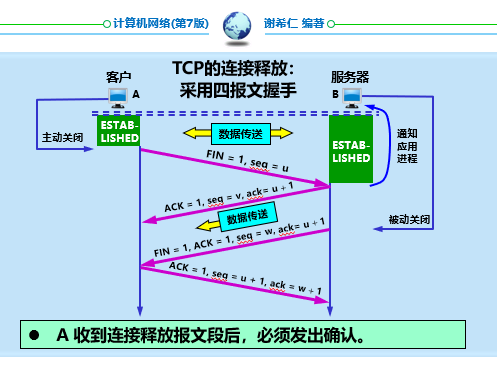 计算机网络(第7版)
谢希仁 编著
TCP的连接释放：
采用四报文握手
客户
A
服务器
B
主动关闭
ESTAB-
LISHED
数据传送
ESTAB-
LISHED
通知
应用
进程
FIN = 1, seq = u
ACK = 1, seq = v, ack= u + 1
数据传送
被动关闭
FIN = 1, ACK = 1, seq = w, ack= u + 1
ACK = 1, seq = u + 1, ack = w + 1
● A 收到连接释放报文段后，必须发出确认。